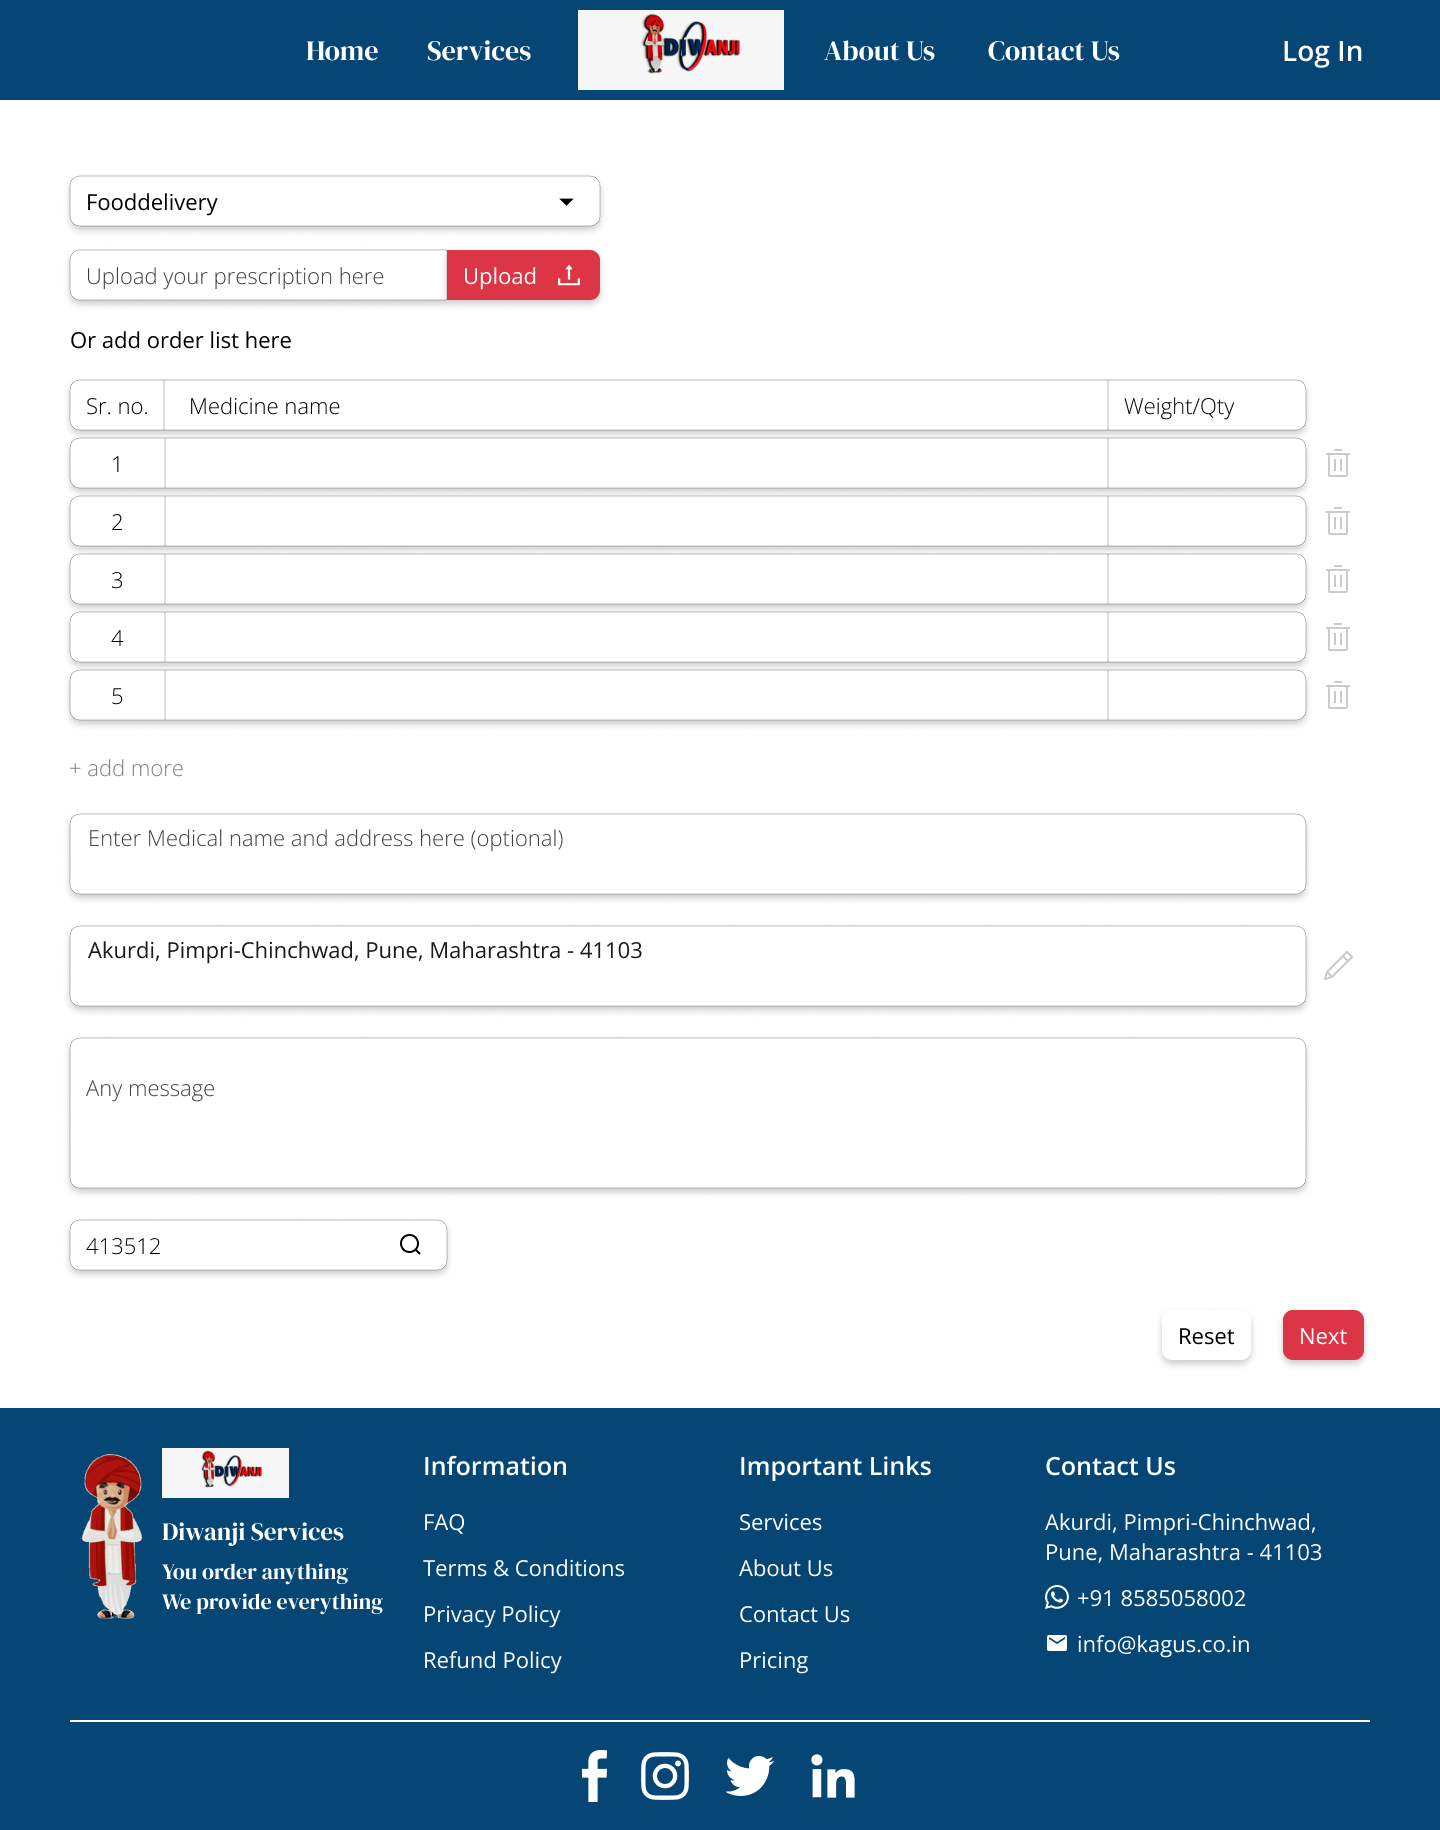 Home Services DIWANJI About Us Contact Us Log In
Fooddelivery
Upload your prescription here Upload
Or add order list here
Sr. no. Medicine name Weight/Qty
1
2
3
4
5
+ add more
Enter Medical name and address here (optional)
Akurdi, Pimpri-Chinchwad, Pune, Maharashtra - 41103
Any message
413512
Reset Next
DIWANJI
Diwanji Services
You order anything
We provide everything
Information
FAQ
Terms & Conditions
Privacy Policy
Refund Policy
Important Links
Services
About Us
Contact Us
Pricing
Contact Us
Akurdi, Pimpri-Chinchwad,
Pune, Maharashtra - 41103
+91 8585058002
info@kagus.co.in